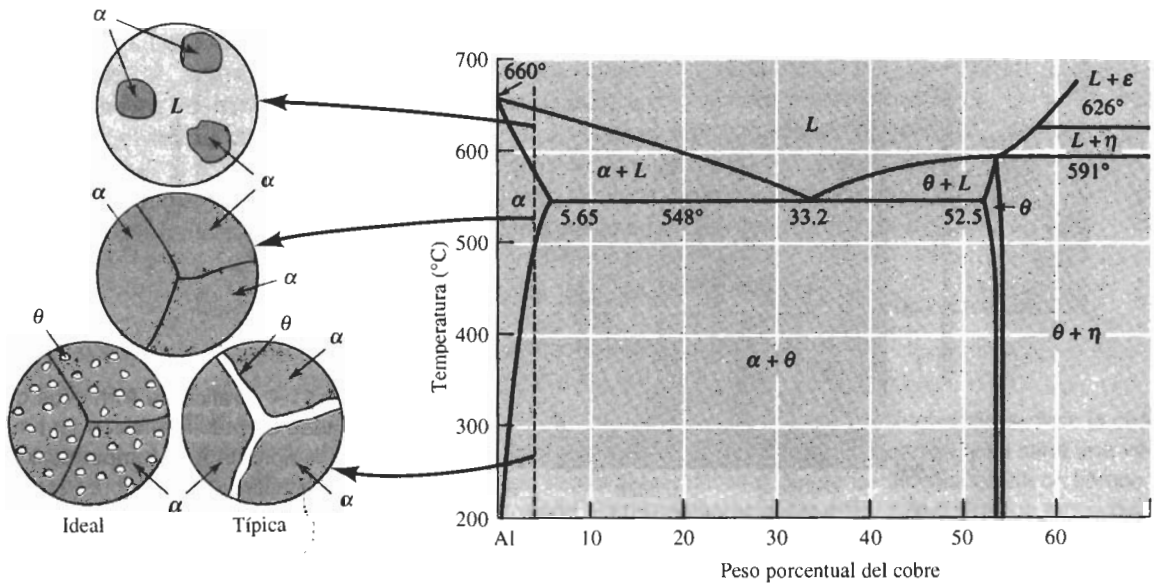 α
α
L
α
α
α
α
θ
θ
α
α
α
Ideal
Típica
700
660°
L + ε
626°
L
L + η
600
591°
α + L
θ + L
α
θ
5.65 548° 33.2 52.5
500
Temperatura (°C)
400
α + θ
θ + η
300
200
Al 10 20 30 40 50 60
Peso porcentual del cobre